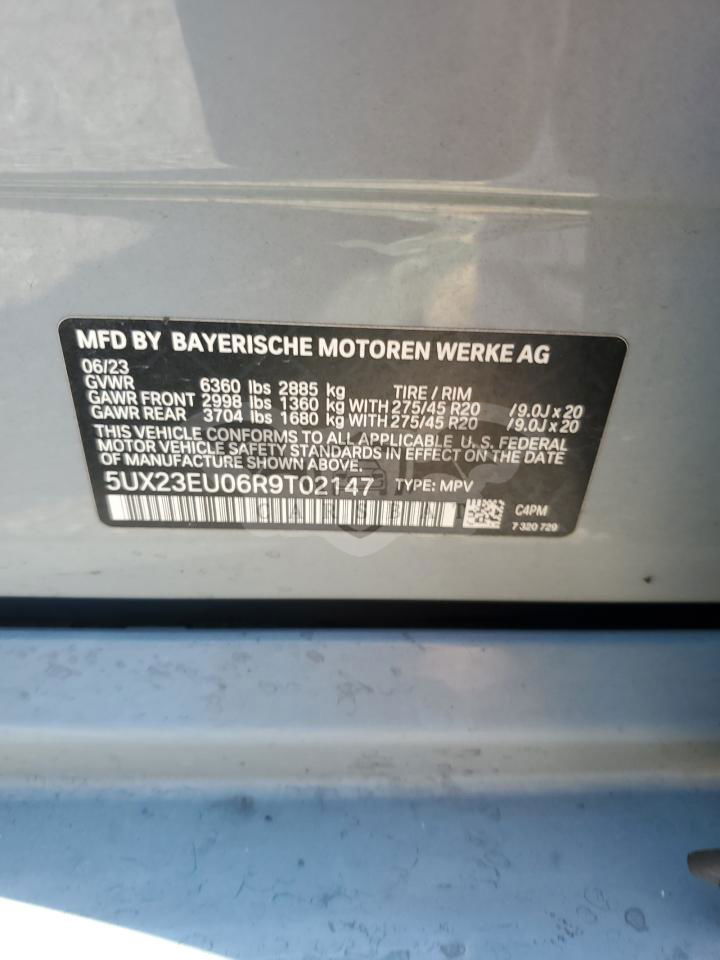 MFD BY BAYERISCHE MOTOREN WERKE AG
06/23
GVWR 6360 lbs 2885 kg TIRE / RIM
GAWR FRONT 2998 lbs 1360 kg WITH 275/45 R20 /9.0J x 20
GAWR REAR 3704 lbs 1680 kg WITH 275/45 R20 /9.0J x 20
THIS VEHICLE CONFORMS TO ALL APPLICABLE U. S. FEDERAL
MOTOR VEHICLE SAFETY STANDARDS IN EFFECT ON THE DATE
OF MANUFACTURE SHOWN ABOVE.
5UX23EU06R9T02147 TYPE: MPV
C4PM
7 320 729